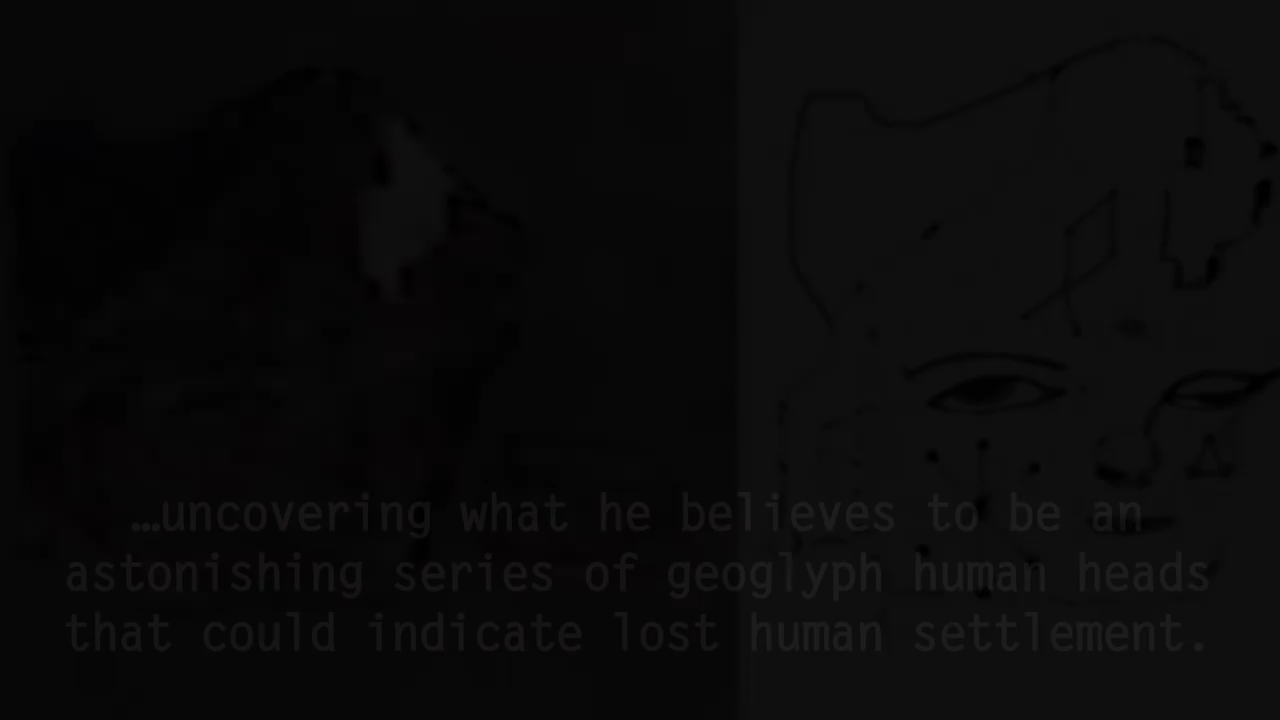 …uncovering what he believes to be an
astonishing series of geoglyph human heads
that could indicate lost human settlement.